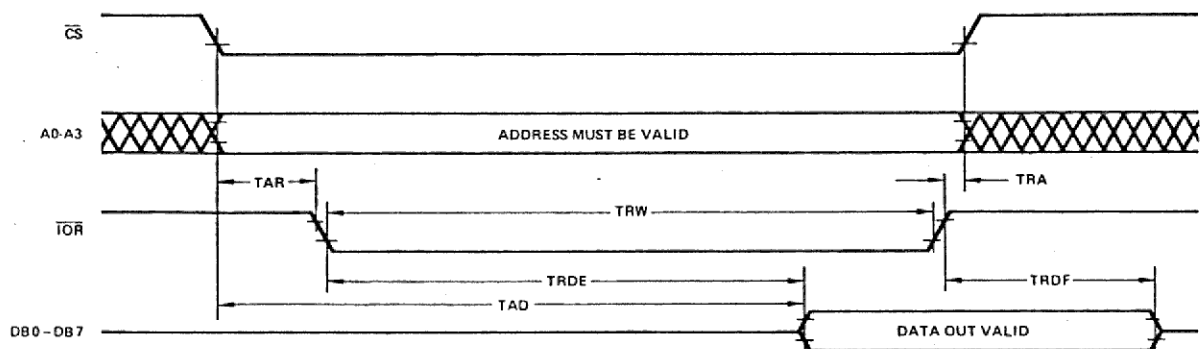 CS
A0-A3
ADDRESS MUST BE VALID
TAR
TRA
TRW
IOR
TRDE
TRDF
TAD
DB0-DB7
DATA OUT VALID